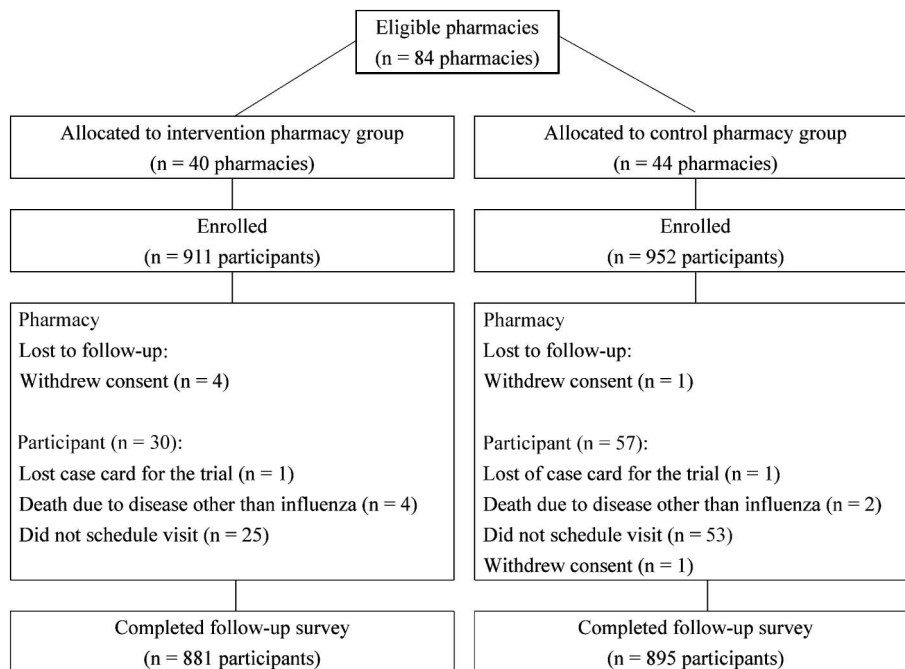 Eligible pharmacies
(n = 84 pharmacies)
Allocated to intervention pharmacy group
(n = 40 pharmacies)
Allocated to control pharmacy group
(n = 44 pharmacies)
Enrolled
(n = 911 participants)
Enrolled
(n = 952 participants)
Pharmacy
Lost to follow-up:
Withdrew consent (n = 4)
Participant (n = 30):
Lost case card for the trial (n = 1)
Death due to disease other than influenza (n = 4)
Did not schedule visit (n = 25)
Pharmacy
Lost to follow-up:
Withdrew consent (n = 1)
Participant (n = 57):
Lost of case card for the trial (n = 1)
Death due to disease other than influenza (n = 2)
Did not schedule visit (n = 53)
Withdrew consent (n = 1)
Completed follow-up survey
(n = 881 participants)
Completed follow-up survey
(n = 895 participants)